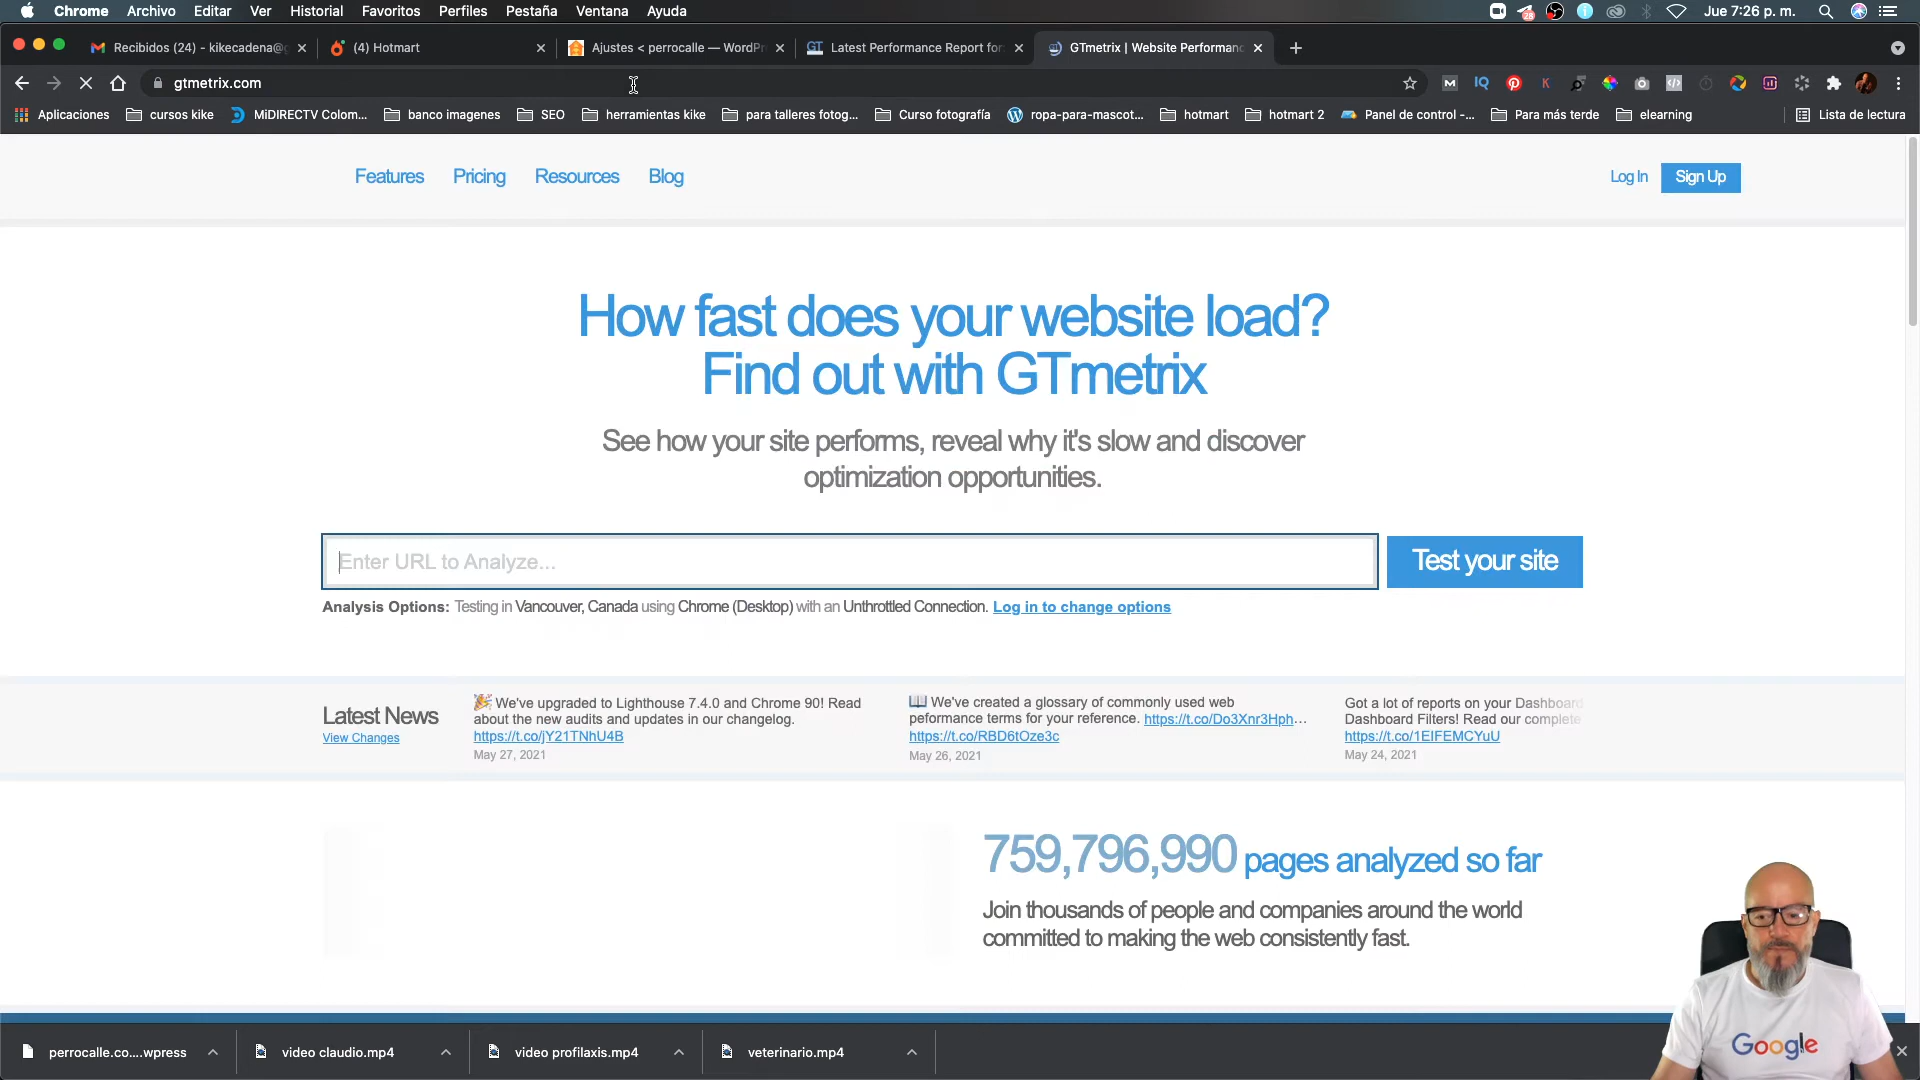 Chrome Archivo Editar Ver Historial Favoritos Perfiles Pestaña Ventana Ayuda 28 Jue 7:26 p. m.
Recibidos (24) - kikecadena@g (4) Hotmart Ajustes < perrocalle — WordPr GT Latest Performance Report for GTmetrix | Website Performanc
gtmetrix.com
Aplicaciones cursos kike MiDIRECTV Colom... banco imagenes SEO herramientas kike para talleres fotog... Curso fotografía ropa-para-mascot... hotmart hotmart 2 Panel de control -... Para más terde elearning Lista de lectura
Features Pricing Resources Blog Log In Sign Up
How fast does your website load?
Find out with GTmetrix
See how your site performs, reveal why it's slow and discover
optimization opportunities.
Enter URL to Analyze... Test your site
Analysis Options: Testing in Vancouver, Canada using Chrome (Desktop) with an Unthrottled Connection. Log in to change options
Latest News
View Changes
We've upgraded to Lighthouse 7.4.0 and Chrome 90! Read
about the new audits and updates in our changelog.
https://t.co/jY21TNhU4B
May 27, 2021
We've created a glossary of commonly used web
peformance terms for your reference. https://t.co/Do3Xnr3Hph...
https://t.co/RBD6tOze3c
May 26, 2021
Got a lot of reports on your Dashboard
Dashboard Filters! Read our complete
https://t.co/1EIFEMCYuU
May 24, 2021
759,796,990 pages analyzed so far
Join thousands of people and companies around the world
committed to making the web consistently fast.
Google
perrocalle.co....wpress video claudio.mp4 video profilaxis.mp4 veterinario.mp4